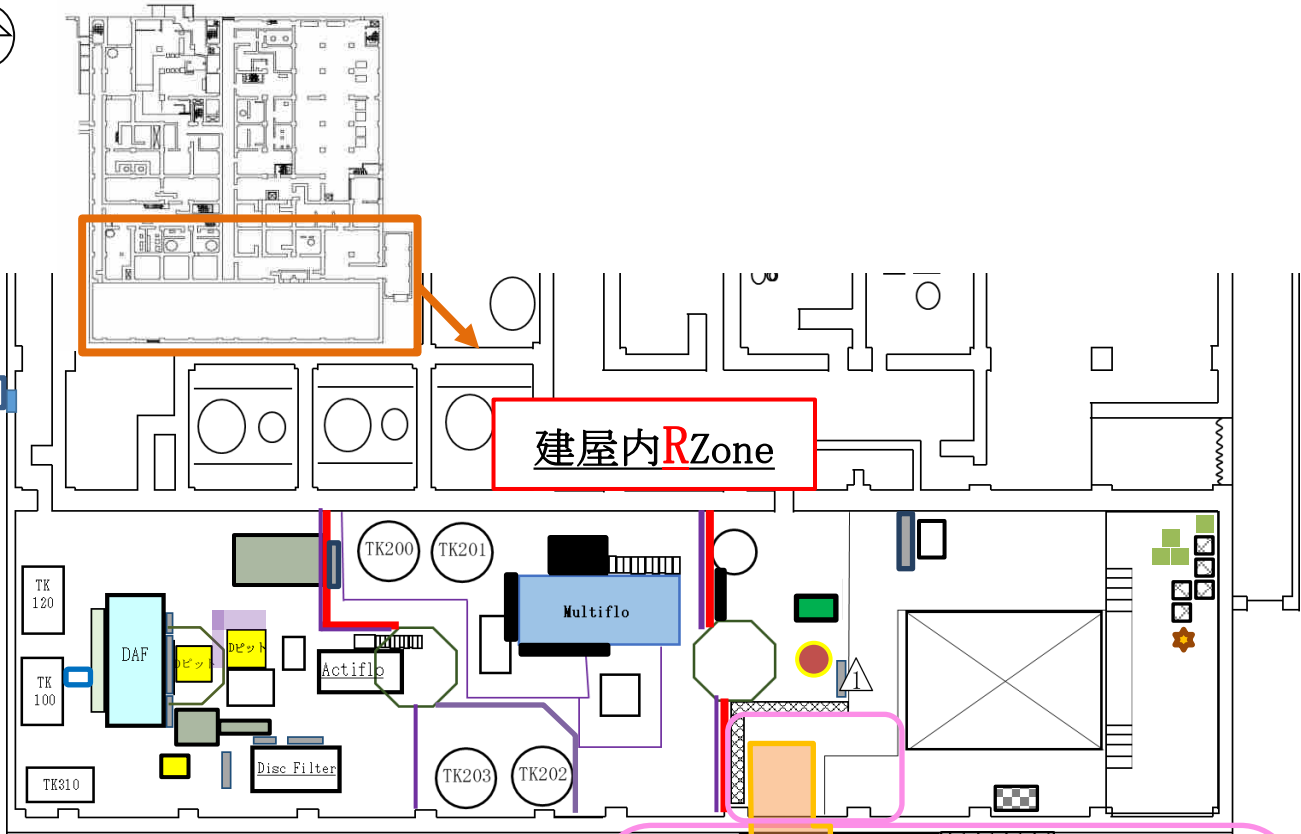 建屋内RZone
TK200
TK201
TK
120
Multiflo
DAF
Dピット
Dピット
Actiflo
TK
100
1
TK310
Disc Filter
TK203
TK202